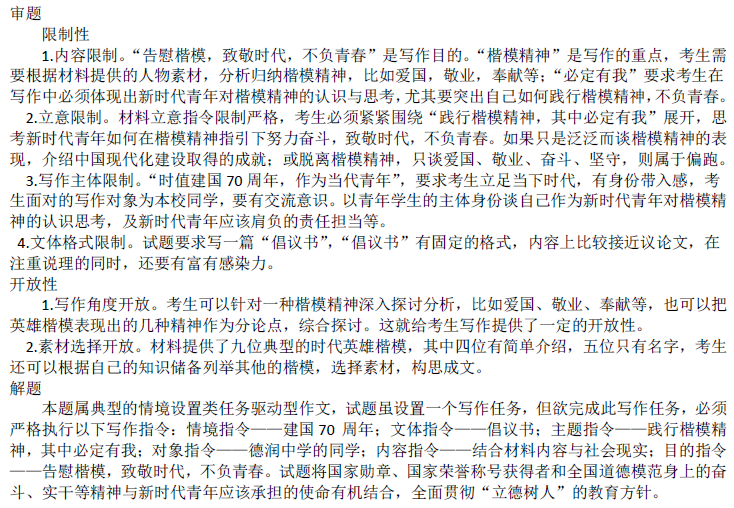 审题
限制性
1.内容限制。“告慰楷模，致敬时代，不负青春”是写作目的。“楷模精神”是写作的重点，考生需
要根据材料提供的人物素材，分析归纳楷模精神，比如爱国，敬业，奉献等；“必定有我”要求考生在
写作中必须体现出新时代青年对楷模精神的认识与思考，尤其要突出自己如何践行楷模精神，不负青春。
2.立意限制。材料立意指令限制严格，考生必须紧紧围绕“践行楷模精神，其中必定有我”展开，思
考新时代青年如何在楷模精神指引下努力奋斗，致敬时代，不负青春。如果只是泛泛而谈楷模精神的表
现，介绍中国现代化建设取得的成就；或脱离楷模精神，只谈爱国、敬业、奋斗、坚守，则属于偏跑。
3.写作主体限制。“时值建国 70 周年，作为当代青年”，要求考生立足当下时代，有身份带入感，考
生面对的写作对象为本校同学，要有交流意识。以青年学生的主体身份谈自己作为新时代青年对楷模精
神的认识思考，及新时代青年应该肩负的责任担当等。
4.文体格式限制。试题要求写一篇“倡议书”，“倡议书”有固定的格式，内容上比较接近议论文，在
注重说理的同时，还要有富有感染力。
开放性
1.写作角度开放。考生可以针对一种楷模精神深入探讨分析，比如爱国、敬业、奉献等，也可以把
英雄楷模表现出的几种精神作为分论点，综合探讨。这就给考生写作提供了一定的开放性。
2.素材选择开放。材料提供了九位典型的时代英雄楷模，其中四位有简单介绍，五位只有名字，考生
还可以根据自己的知识储备列举其他的楷模，选择素材，构思成文。
解题
本题属典型的情境设置类任务驱动型作文，试题虽设置一个写作任务，但欲完成此写作任务，必须
严格执行以下写作指令：情境指令——建国 70 周年；文体指令——倡议书；主题指令——践行楷模精
神，其中必定有我；对象指令——德润中学的同学；内容指令——结合材料内容与社会现实；目的指令
——告慰楷模，致敬时代，不负青春。试题将国家勋章、国家荣誉称号获得者和全国道德模范身上的奋
斗、实干等精神与新时代青年应该承担的使命有机结合，全面贯彻“立德树人”的教育方针。